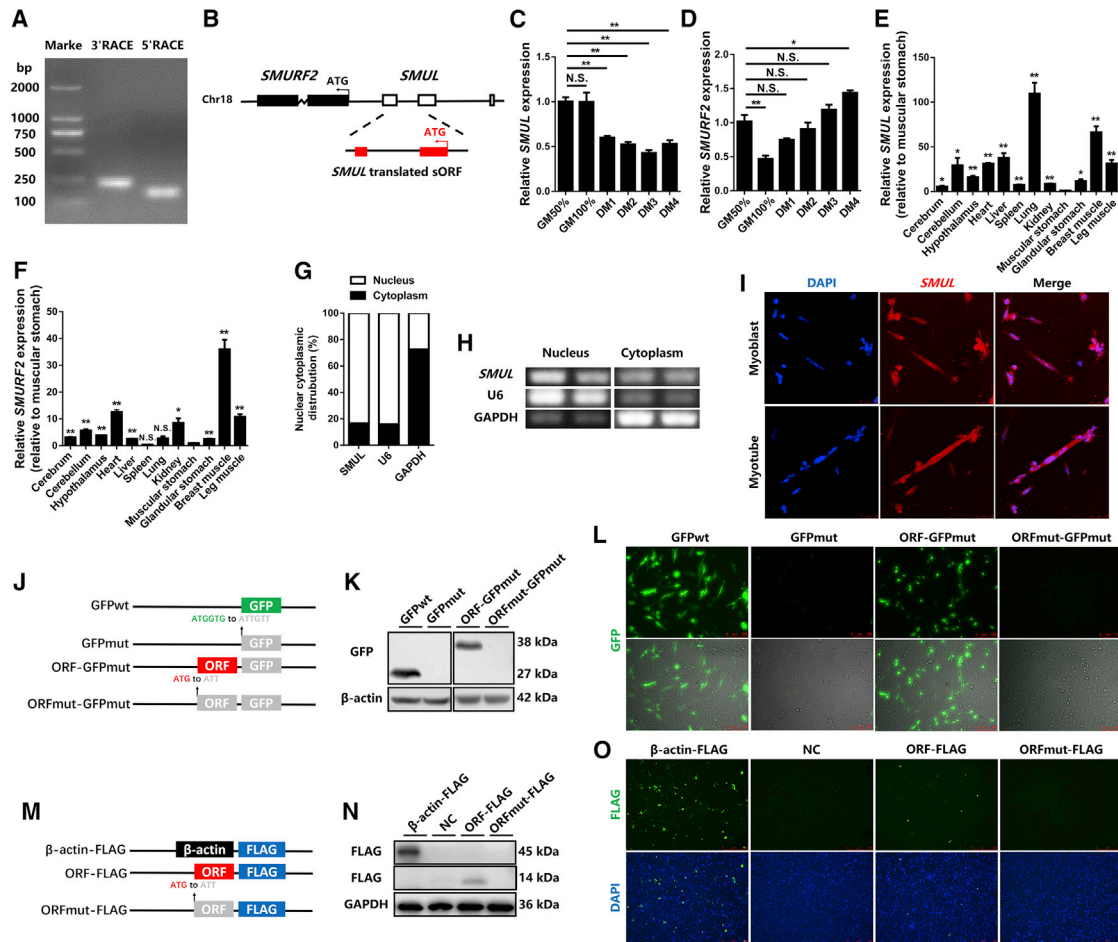 A
Marke 3'RACE 5'RACE
bp
2000
1000
750
500
250
100
B
SMURF2 ATG SMUL
Chr18
ATG
SMUL translated sORF
C
Relative SMUL expression
**
**
**
**
N.S.
1.5
1.0
0.5
0.0
GM50%
GM100%
DM1
DM2
DM3
DM4
D
Relative SMURF2 expression
*
N.S.
N.S.
N.S.
**
2.0
1.5
1.0
0.5
0.0
GM50%
GM100%
DM1
DM2
DM3
DM4
E
Relative SMUL expression
(relative to muscular stomach)
150
100
50
0
* * ** ** ** ** ** ** * ** **
Cerebrum
Cerebellum
Hypothalamus
Heart
Liver
Spleen
Lung
Kidney
Muscular stomach
Glandular stomach
Breast muscle
Leg muscle
F
Relative SMURF2 expression
(relative to muscular stomach)
50
40
30
20
10
0
** ** ** ** ** N.S. N.S. * ** ** **
Cerebrum
Cerebellum
Hypothalamus
Heart
Liver
Spleen
Lung
Kidney
Muscular stomach
Glandular stomach
Breast muscle
Leg muscle
G
Nucleus
Cytoplasm
Nuclear cytoplasmic
distrubution (%)
100
80
60
40
20
0
SMUL
U6
GAPDH
H
Nucleus Cytoplasm
SMUL
U6
GAPDH
I
DAPI SMUL Merge
Myoblast
Myotube
J
GFPwt GFP
ATGGTG to ATTGTT
GFPmut GFP
ORF-GFPmut ORF GFP
ATG to ATT
ORFmut-GFPmut ORF GFP
K
GFPwt
GFPmut
ORF-GFPmut
ORFmut-GFPmut
GFP
38 kDa
27 kDa
β-actin 42 kDa
L
GFPwt GFPmut ORF-GFPmut ORFmut-GFPmut
GFP
M
β-actin-FLAG β-actin FLAG
ORF-FLAG ORF FLAG
ATG to ATT
ORFmut-FLAG ORF FLAG
N
β-actin-FLAG
NC
ORF-FLAG
ORFmut-FLAG
FLAG 45 kDa
FLAG 14 kDa
GAPDH 36 kDa
O
β-actin-FLAG NC ORF-FLAG ORFmut-FLAG
FLAG
DAPI